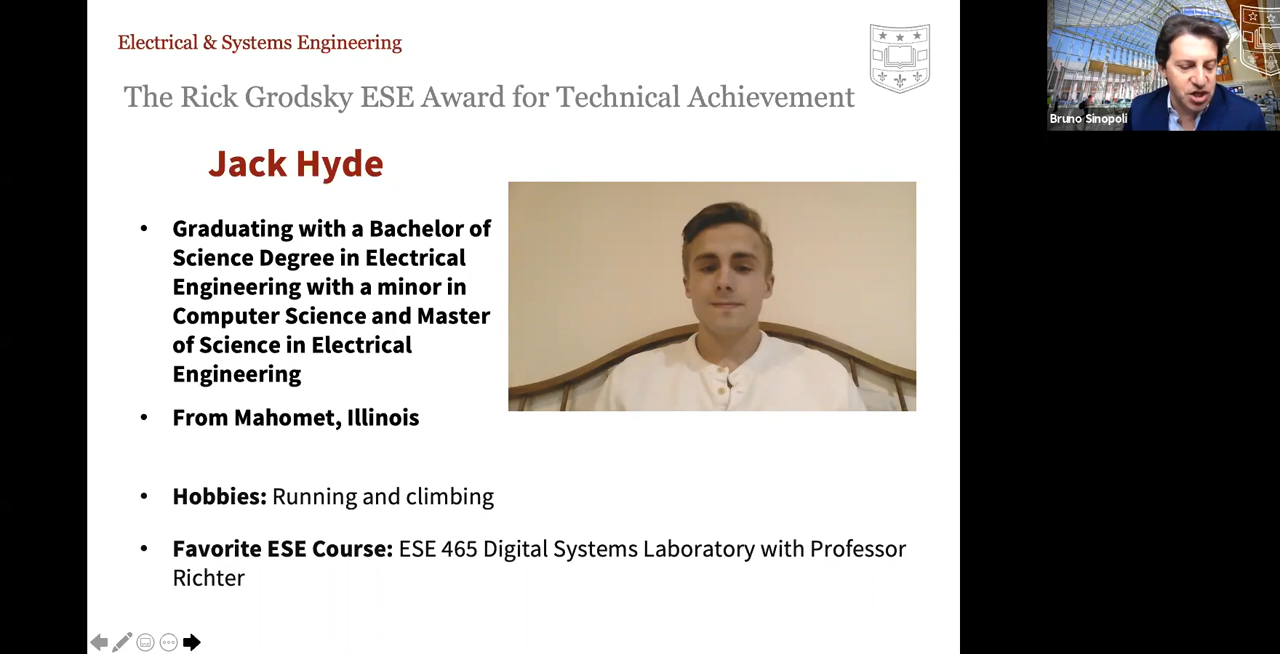 Electrical & Systems Engineering
The Rick Grodsky ESE Award for Technical Achievement
Jack Hyde
• Graduating with a Bachelor of
Science Degree in Electrical
Engineering with a minor in
Computer Science and Master
of Science in Electrical
Engineering
• From Mahomet, Illinois
• Hobbies: Running and climbing
• Favorite ESE Course: ESE 465 Digital Systems Laboratory with Professor
Richter
Bruno Sinopoli